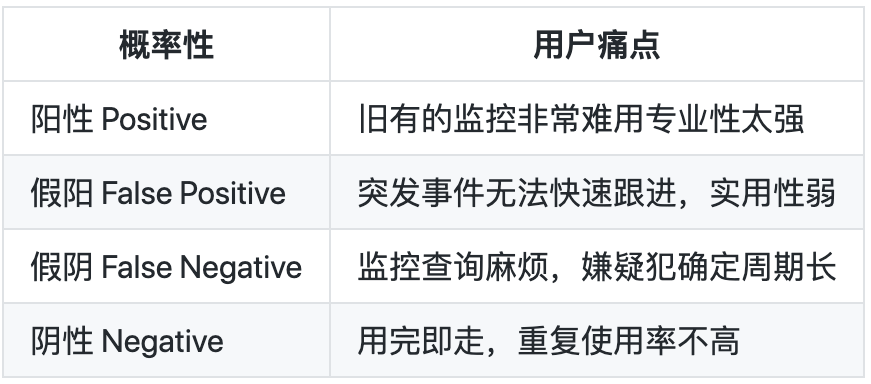 概率性 用户痛点
阳性 Positive 旧有的监控非常难用专业性太强
假阳 False Positive 突发事件无法快速跟进，实用性弱
假阴 False Negative 监控查询麻烦，嫌疑犯确定周期长
阴性 Negative 用完即走，重复使用率不高